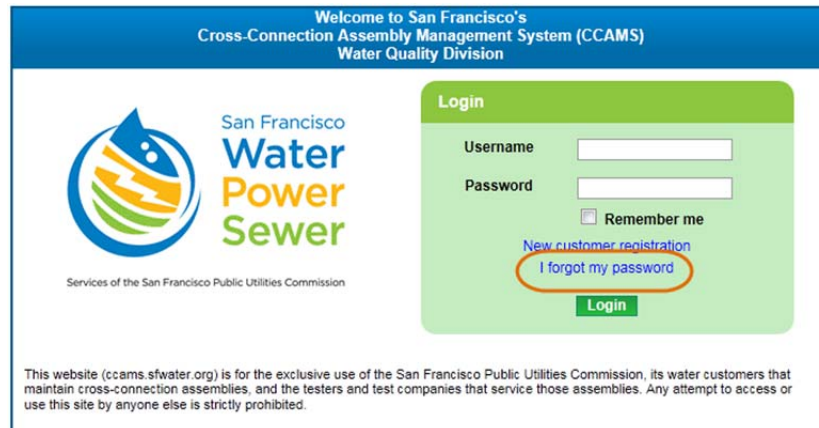 Welcome to San Francisco's
Cross-Connection Assembly Management System (CCAMS)
Water Quality Division
San Francisco
Water
Power
Sewer
Services of the San Francisco Public Utilities Commission
Login
Username
Password
Remember me
New customer registration
I forgot my password
Login
This website (ccams.sfwater.org) is for the exclusive use of the San Francisco Public Utilities Commission, its water customers that
maintain cross-connection assemblies, and the testers and test companies that service those assemblies. Any attempt to access or
use this site by anyone else is strictly prohibited.